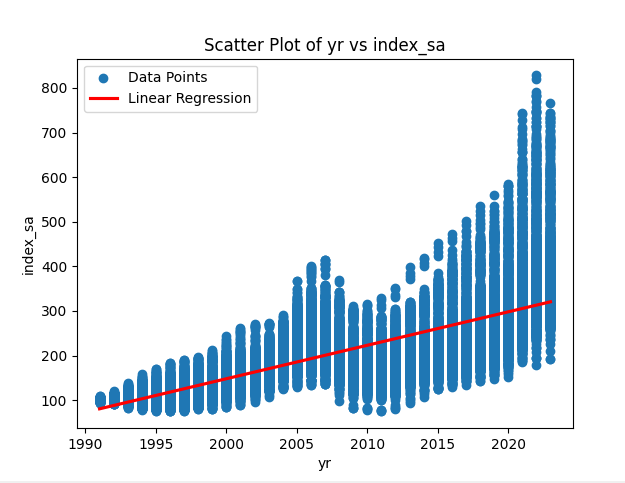 Scatter Plot of yr vs index_sa
Data Points
Linear Regression
800
700
600
500
400
300
200
100
index_sa
1990 1995 2000 2005 2010 2015 2020
yr